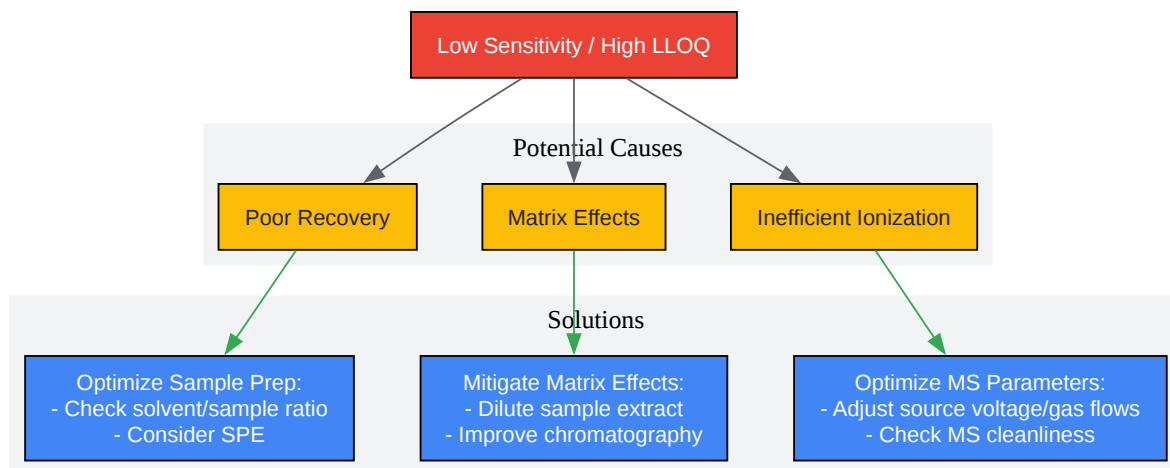 Low Sensitivity / High LLOQ
Potential Causes
Poor Recovery
Matrix Effects
Inefficient Ionization
Solutions
Optimize Sample Prep:
- Check solvent/sample ratio
- Consider SPE
Mitigate Matrix Effects:
- Dilute sample extract
- Improve chromatography
Optimize MS Parameters:
- Adjust source voltage/gas flows
- Check MS cleanliness